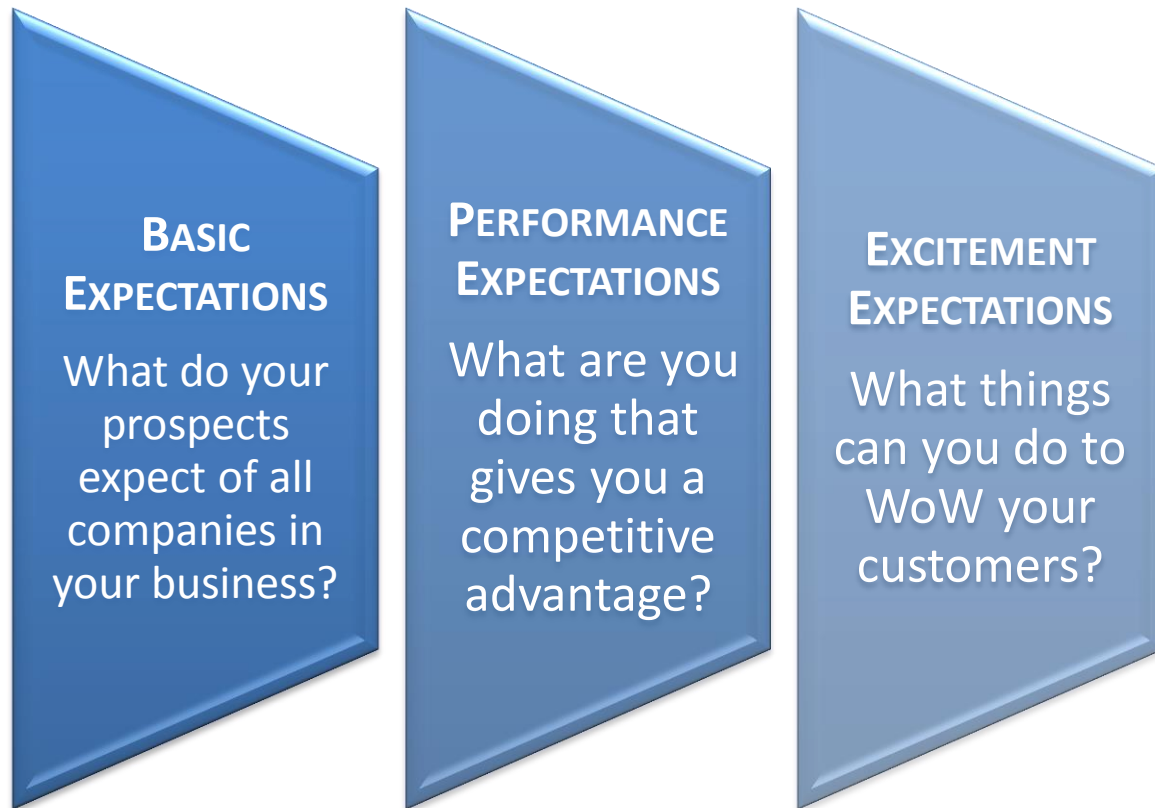 BASIC
EXPECTATIONS
What do your
prospects
expect of all
companies in
your business?
PERFORMANCE
EXPECTATIONS
What are you
doing that
gives you a
competitive
advantage?
EXCITEMENT
EXPECTATIONS
What things
can you do to
WoW your
customers?